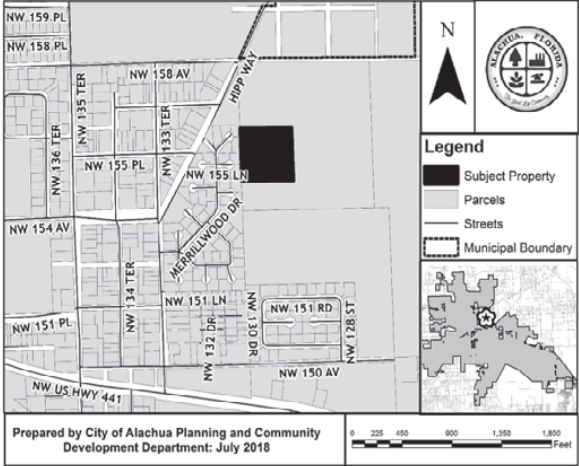 NW 159 PL
NW 158 PL
NW 158 AV
HIPP WAY
NW 135 TER
NW 133 TER
NW 136 TER
NW 155 PL
NW 155 LN
NW 154 AV
MERRILLWOOD DR
NW 134 TER
NW 151 LN
NW 151 PL
NW 132 DR
NW 130 DR
NW 151 RD
NW 128 ST
NW 150 AV
NW US HWY 441
N
ALACHUA, FLORIDA
The Good Life Community
Legend
Subject Property
Parcels
Streets
Municipal Boundary
Prepared by City of Alachua Planning and Community
Development Department: July 2018
0 225 450 900 1,350 1,800
Feet